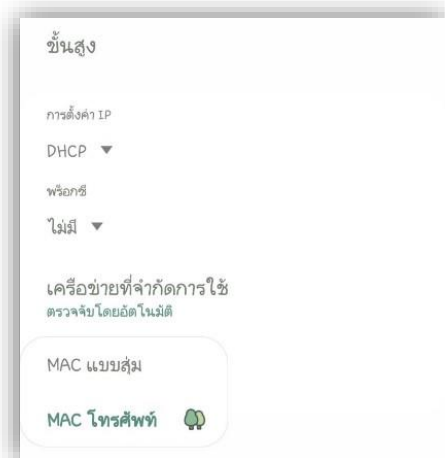 ขั้นสูง
การตั้งค่า IP
DHCP
พร็อกซี
ไม่มี
เครือข่ายที่จำกัดการใช้
ตรวจจับโดยอัตโนมัติ
MAC แบบสุ่ม
MAC โทรศัพท์